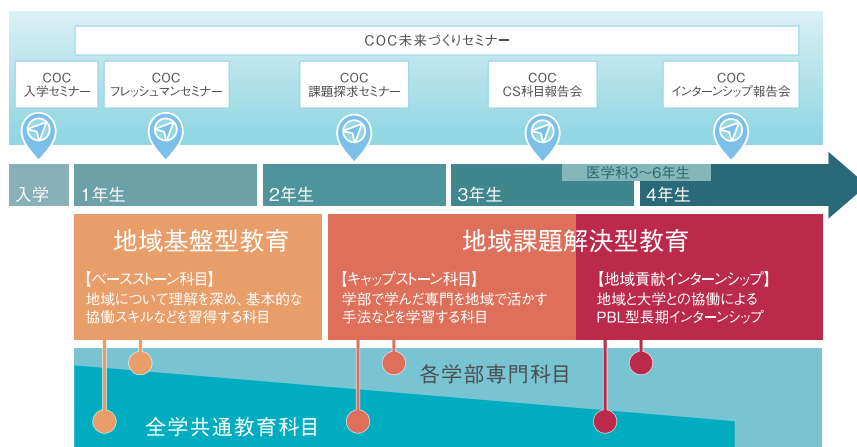 COC未来づくりセミナー
COC
入学セミナー
COC
フレッシュマンセミナー
COC
課題探求セミナー
COC
CS科目報告会
COC
インターンシップ報告会
入学
1年生
2年生
3年生
医学科3〜6年生
4年生
地域基盤型教育
【ベースストーン科目】
地域について理解を深め、基本的な
協働スキルなどを習得する科目
地域課題解決型教育
【キャップストーン科目】
学部で学んだ専門を地域で活かす
手法などを学習する科目
【地域貢献インターンシップ】
地域と大学との協働による
PBL型長期インターンシップ
各学部専門科目
全学共通教育科目